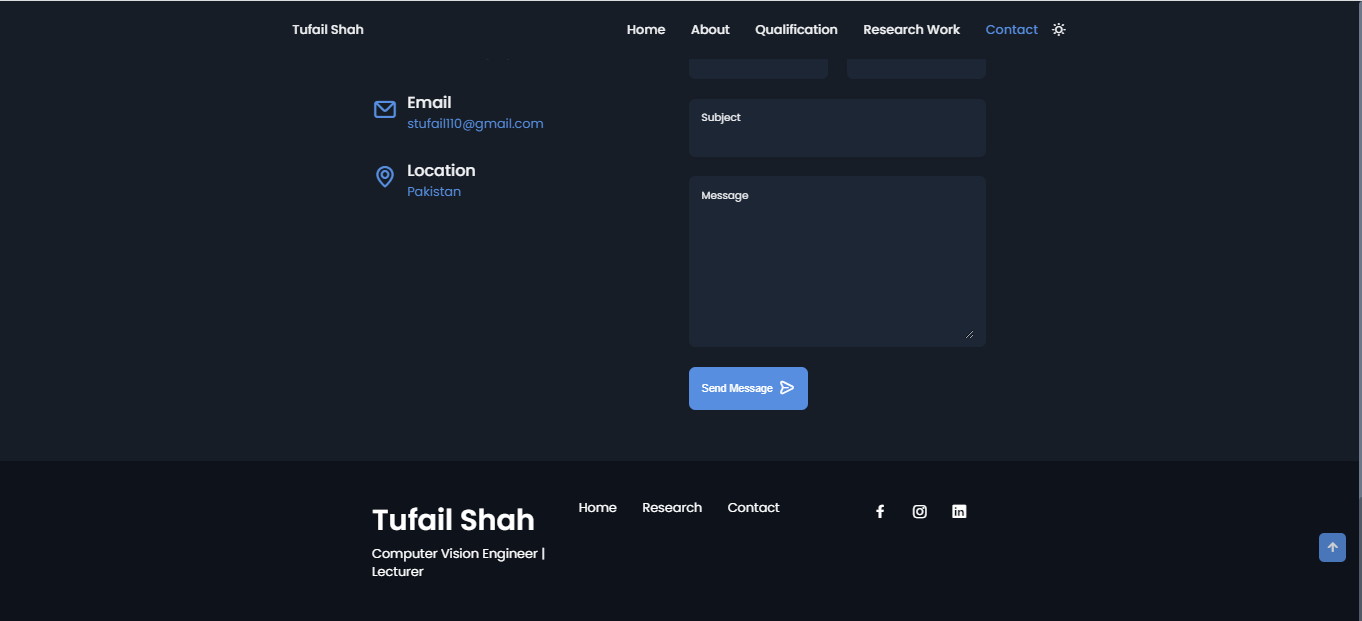 Tufail Shah
Home About Qualification Research Work Contact
Email
stufail110@gmail.com
Location
Pakistan
Subject
Message
Send Message
Tufail Shah
Computer Vision Engineer |
Lecturer
Home Research Contact